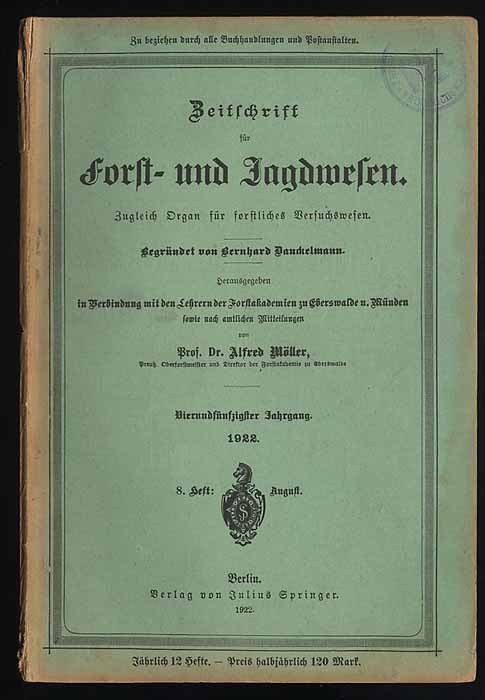 Zu beziehen durch alle Buchhandlungen und Postanstalten.
Zeitschrift
für
Forst- und Jagdwesen.
Zugleich Organ für forstliches Versuchswesen.
Begründet von Bernhard Danckelmann.
Herausgegeben
in Verbindung mit den Lehrern der Forstakademien zu Eberswalde u. Münden
sowie nach amtlichen Mitteilungen
von
Prof. Dr. Alfred Möller,
Preuß. Oberforstmeister und Direktor der Forstakademie zu Eberswalde
Vierundfünfzigster Jahrgang.
1922.
8. Heft: August.
Berlin.
Verlag von Julius Springer.
1922.
Jährlich 12 Hefte. — Preis halbjährlich 120 Mark.